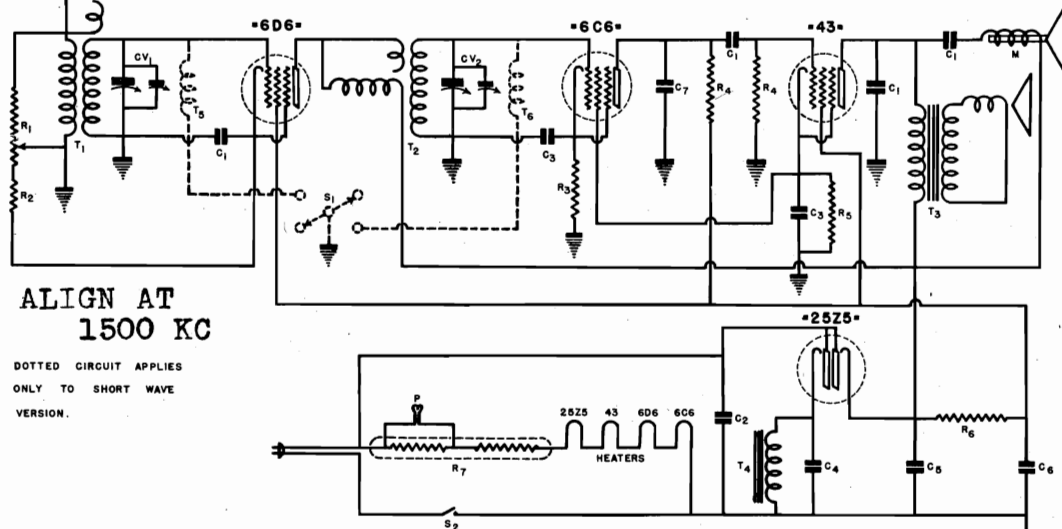 "6D6"
"6C6"
"43"
CV1
T5
CV2
T6
C7
R4
C1
R4
C1
C1
M
R1
T1
C1
T2
C3
R2
S1
R3
C3
R5
T3
ALIGN AT
1500 KC
"25Z5"
DOTTED CIRCUIT APPLIES
ONLY TO SHORT WAVE
VERSION.
P
25Z5 43 6D6 6C6
HEATERS
R7
C2
T4
C4
R6
C5
C6
S2